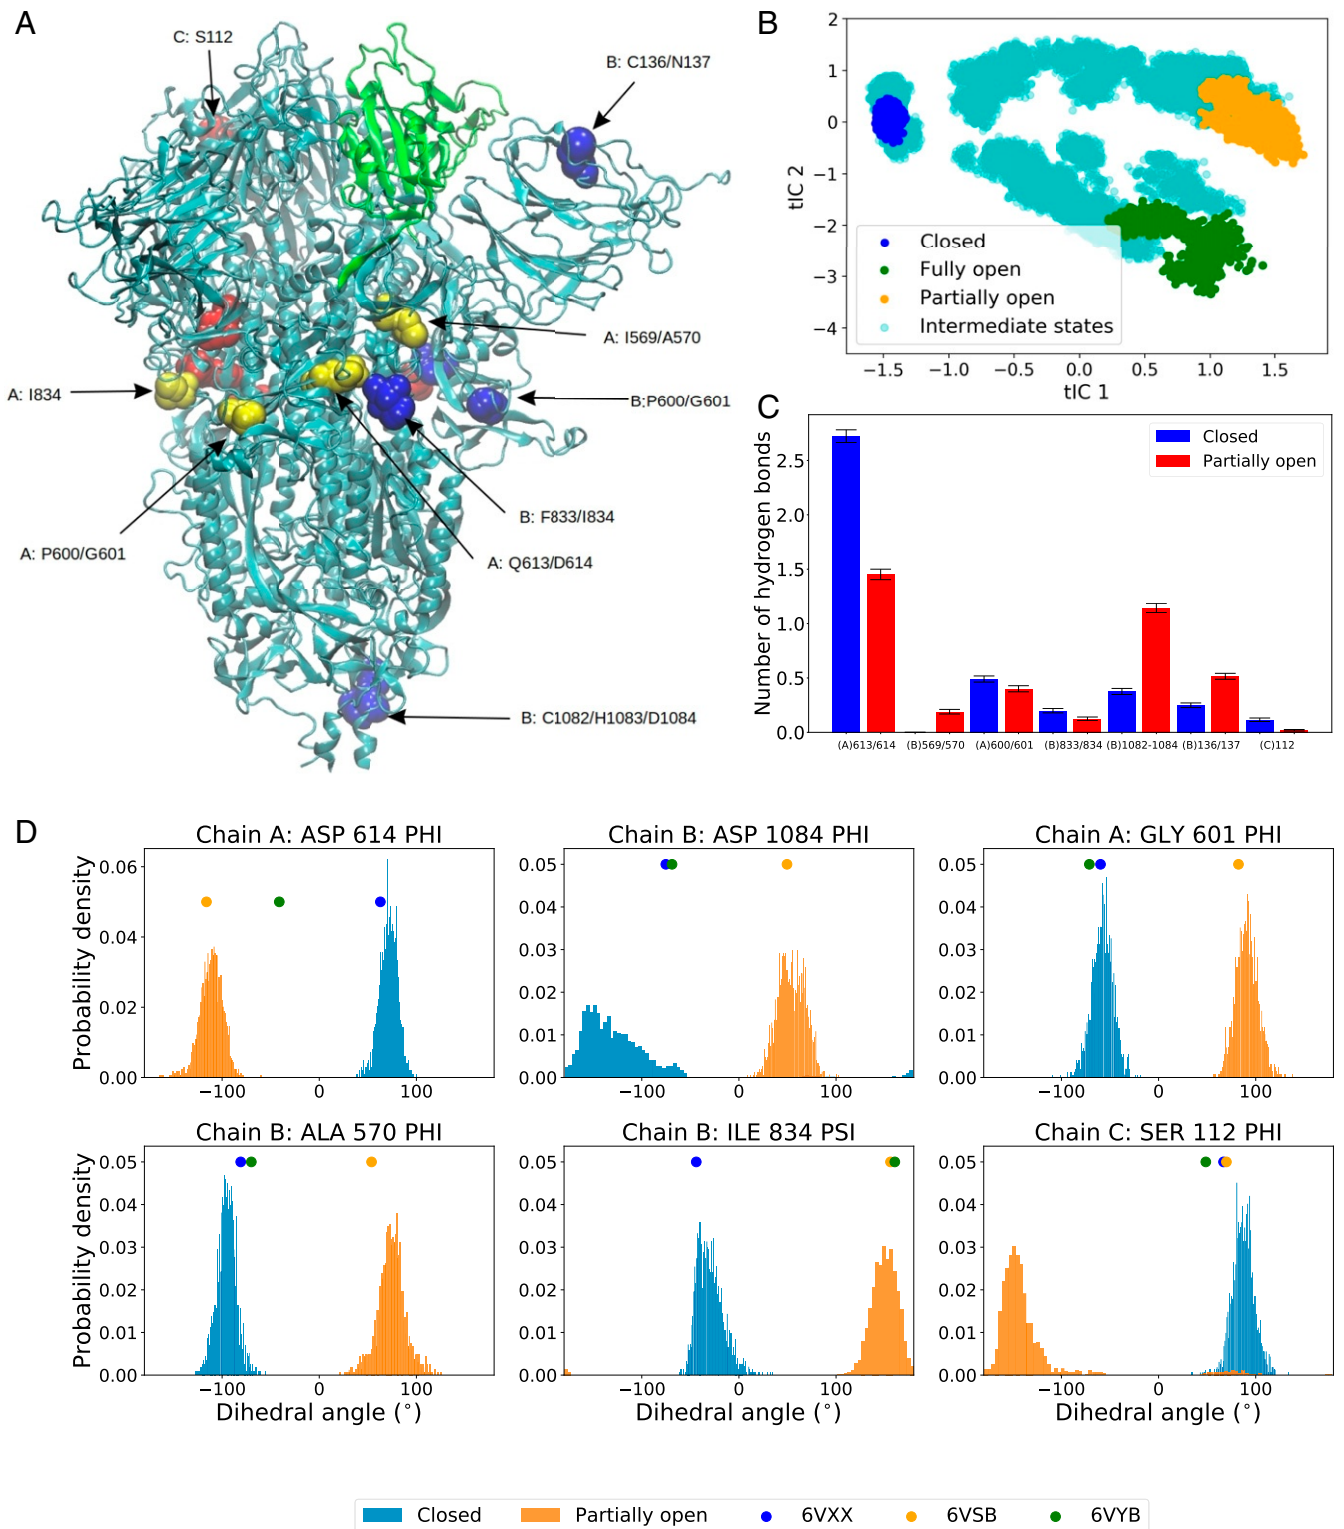 A
C: S112
B: C136/N137
A: I569/A570
A: I834
B:P600/G601
B: F833/I834
A: P600/G601
A: Q613/D614
B: C1082/H1083/D1084
B
2
1
0
−1
−2
−3
−4
tIC 2
Closed
Fully open
Partially open
Intermediate states
−1.5 −1.0 −0.5 0.0 0.5 1.0 1.5
tIC 1
C
Number of hydrogen bonds
2.5
2.0
1.5
1.0
0.5
0.0
Closed
Partially open
(A)613/614 (B)569/570 (A)600/601 (B)833/834 (B)1082-1084 (B)136/137 (C)112
D
Chain A: ASP 614 PHI
Probability density
0.06
0.04
0.02
0.00
−100 0 100
Chain B: ASP 1084 PHI
0.05
0.04
0.03
0.02
0.01
0.00
−100 0 100
Chain A: GLY 601 PHI
0.05
0.04
0.03
0.02
0.01
0.00
−100 0 100
Chain B: ALA 570 PHI
Probability density
0.05
0.04
0.03
0.02
0.01
0.00
−100 0 100
Dihedral angle (°)
Chain B: ILE 834 PSI
0.05
0.04
0.03
0.02
0.01
0.00
−100 0 100
Dihedral angle (°)
Chain C: SER 112 PHI
0.05
0.04
0.03
0.02
0.01
0.00
−100 0 100
Dihedral angle (°)
Closed Partially open 6VXX 6VSB 6VYB